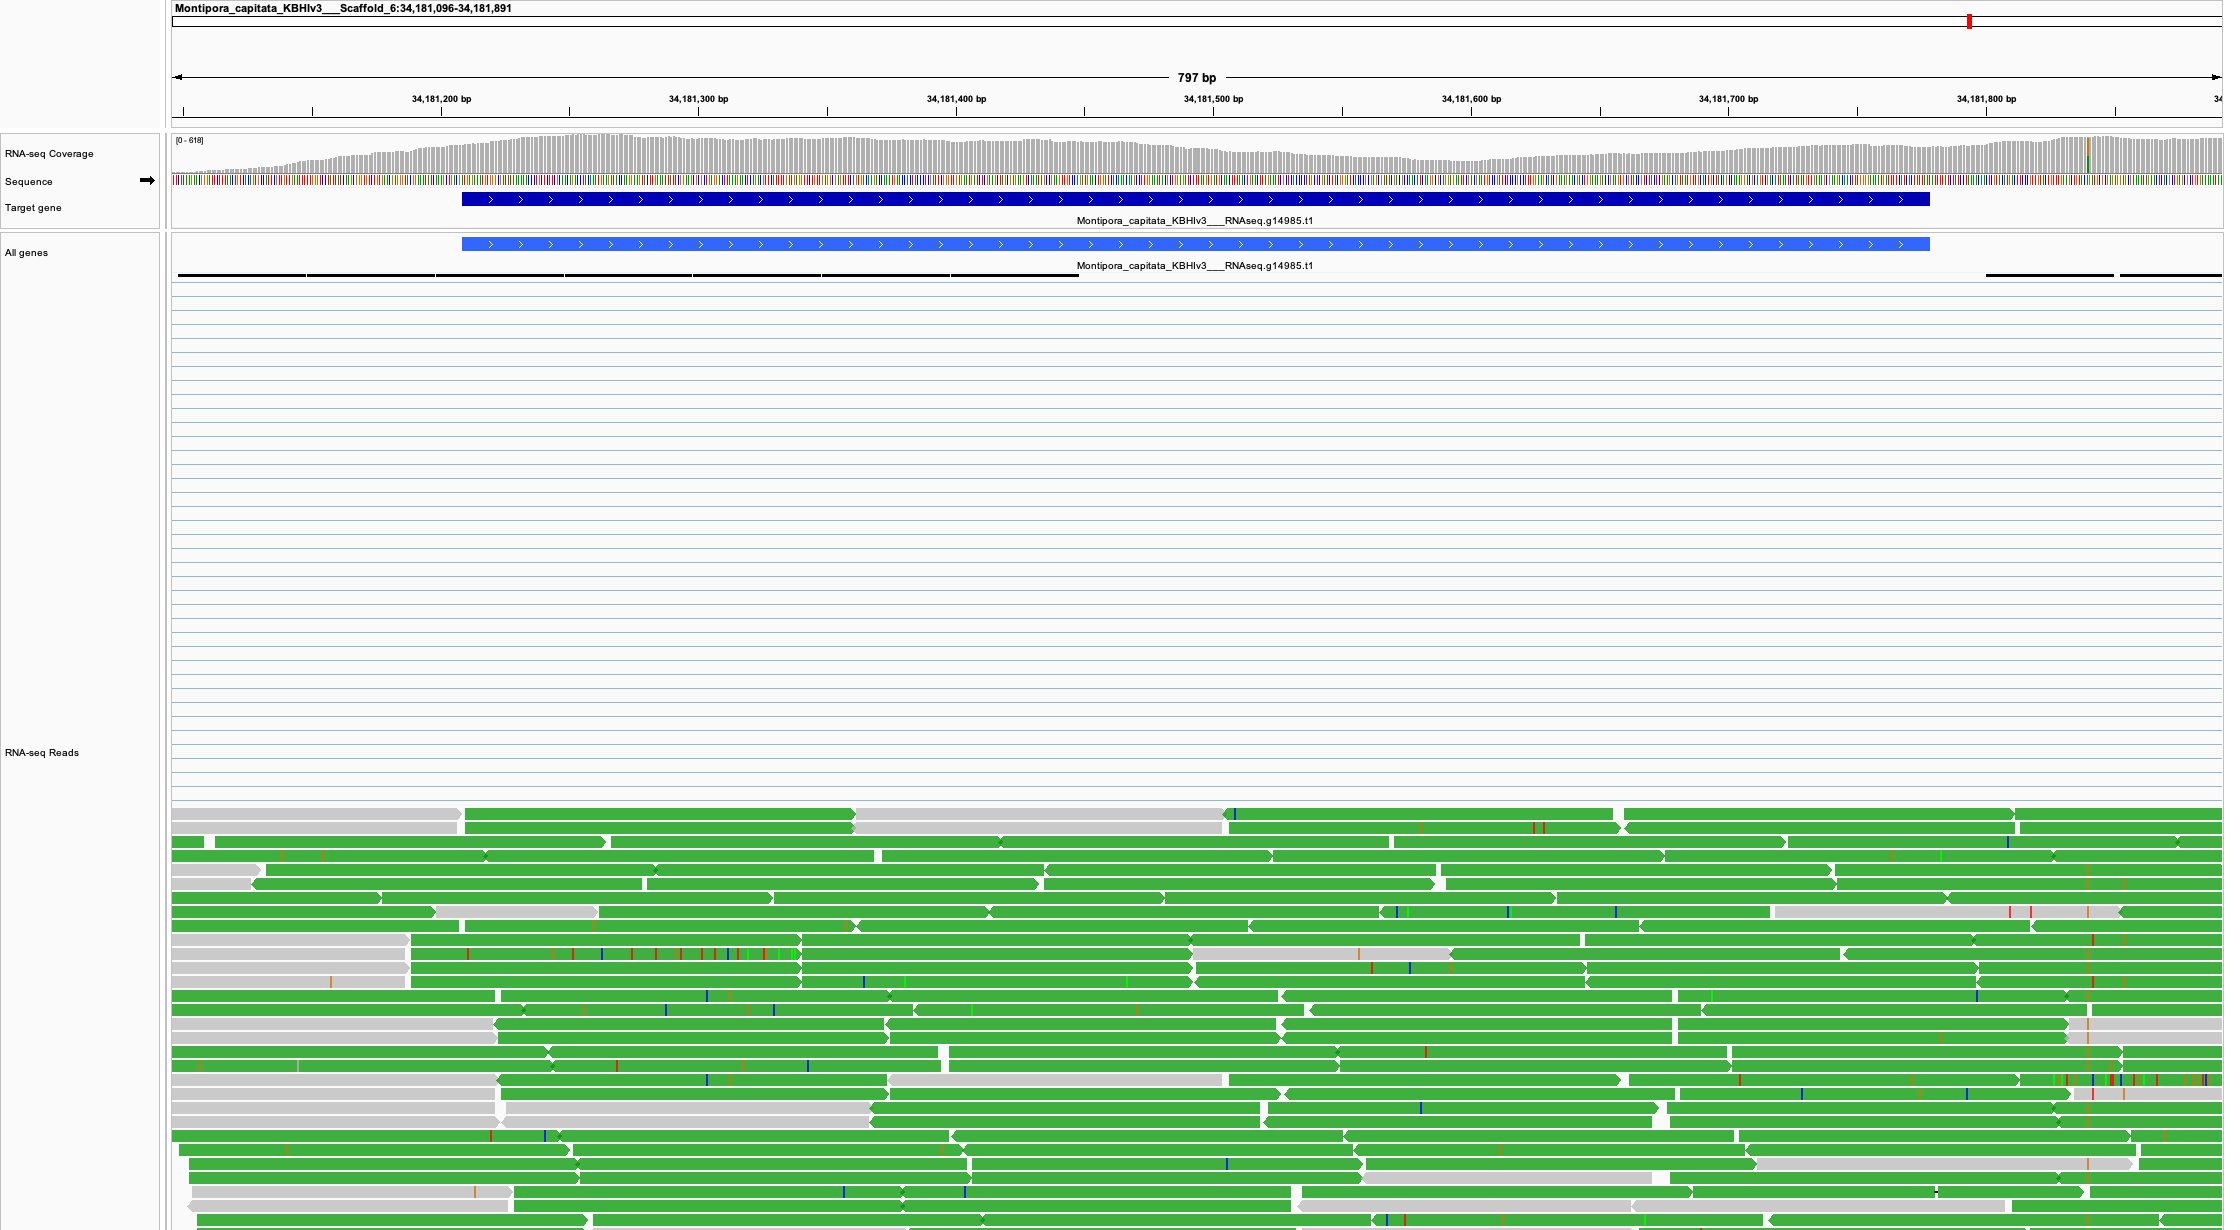 Montipora_capitata_KBHIv3___Scaffold_6:34,181,096-34,181,891
797 bp
34,181,200 bp 34,181,300 bp 34,181,400 bp 34,181,500 bp 34,181,600 bp 34,181,700 bp 34,181,800 bp 34
[0 - 618]
RNA-seq Coverage
Sequence
Target gene
Montipora_capitata_KBHIv3___RNAseq.g14985.t1
All genes
Montipora_capitata_KBHIv3___RNAseq.g14985.t1
RNA-seq Reads